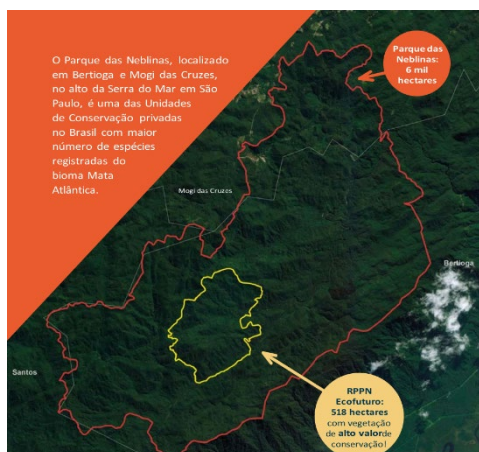 O Parque das Neblinas, localizado
em Bertioga e Mogi das Cruzes,
no alto da Serra do Mar em São
Paulo, é uma das Unidades
de Conservação privadas
no Brasil com maior
número de espécies
registradas do
bioma Mata
Atlântica.
Parque das
Neblinas:
6 mil
hectares
Mogi das Cruzes
Bertioga
Santos
RPPN
Ecofuturo:
518 hectares
com vegetação
de alto valor de
conservação!